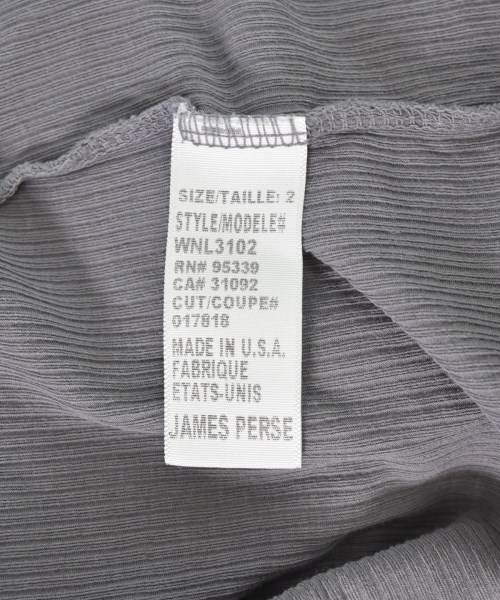 SIZE/TAILLE: 2
STYLE/MODELE#
WNL3102
RN# 95339
CA# 31092
CUT/COUPE#
017818
MADE IN U.S.A.
FABRIQUE
ETATS-UNIS
JAMES PERSE